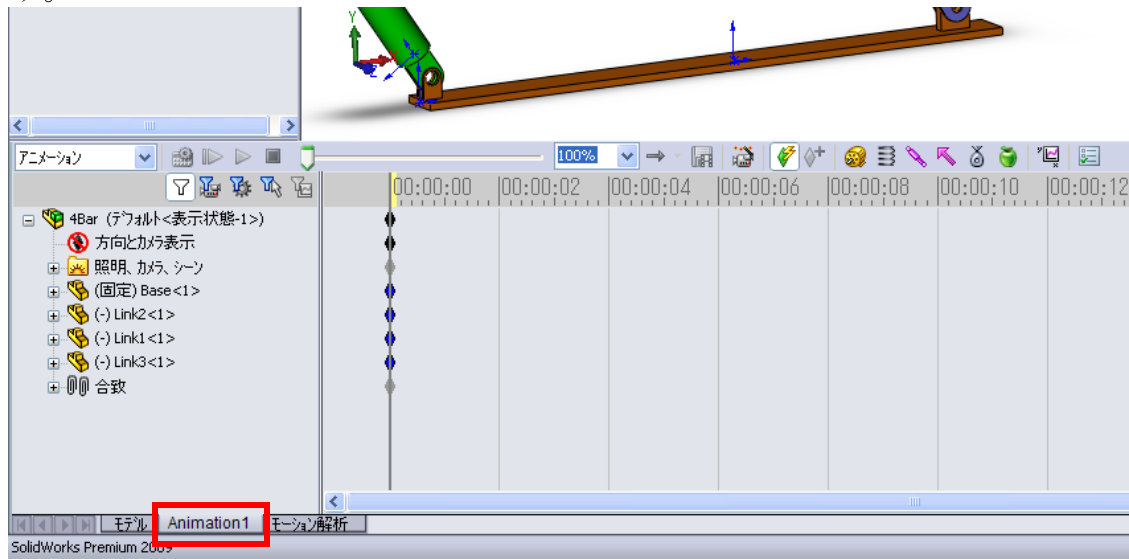 Y
アニメーション
100%
00:00:00 00:00:02 00:00:04 00:00:06 00:00:08 00:00:10 00:00:12
4Bar (デフォルト<表示状態-1>)
方向とカメラ表示
照明、カメラ、シーン
(固定) Base<1>
(-) Link2<1>
(-) Link1<1>
(-) Link3<1>
合致
モデル Animation1 モーション解析
SolidWorks Premium 2009